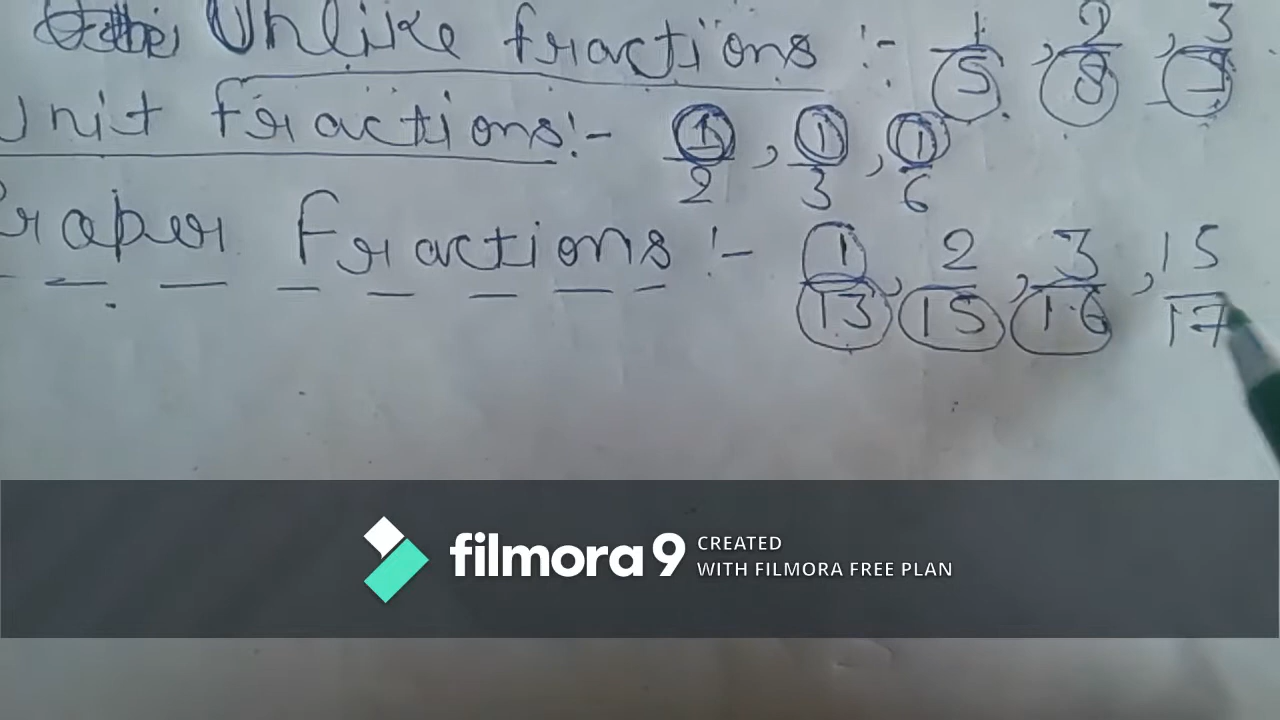 Unlike fractions :- 1/5, 2/8, 3/9
Unit fractions:- 1/2, 1/3, 1/6
Proper fractions :- 1/13, 2/15, 3/16, 15/17
filmora9 CREATED WITH FILMORA FREE PLAN